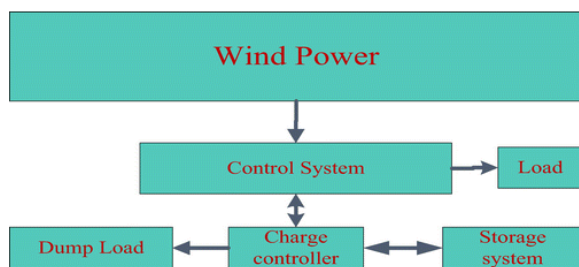 Wind Power
Control System
Load
Dump Load
Charge
controller
Storage
system